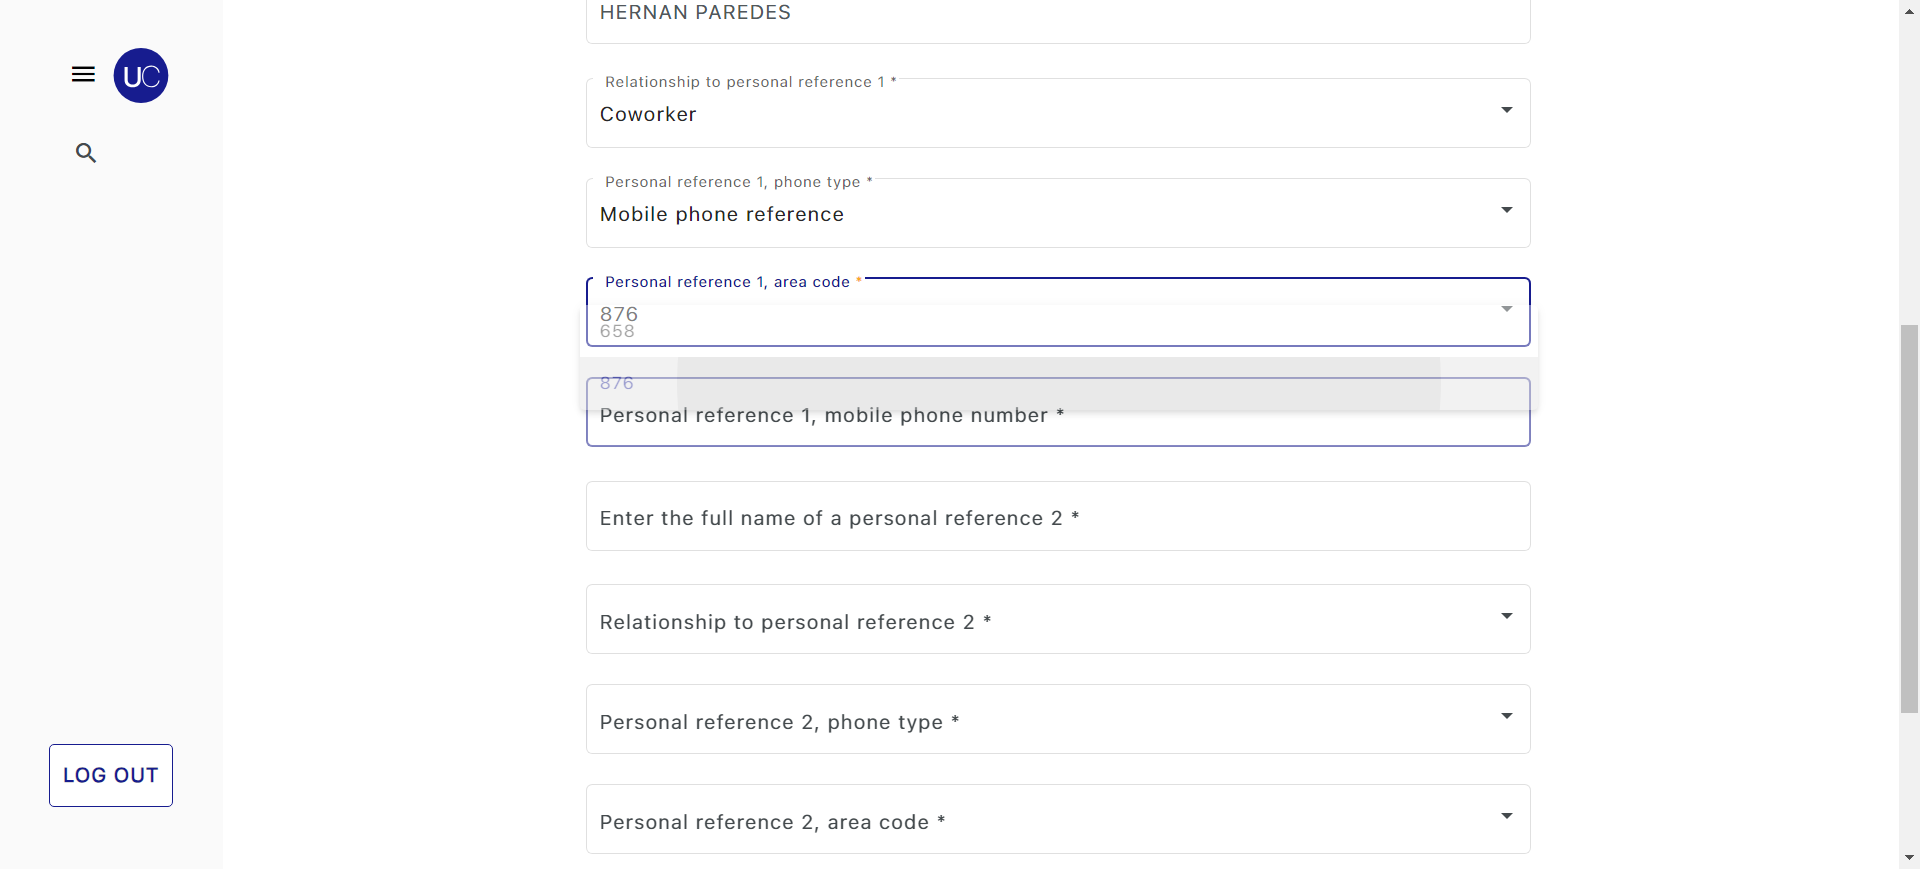 HERNAN PAREDES
UC
Relationship to personal reference 1 *
Coworker
Personal reference 1, phone type *
Mobile phone reference
Personal reference 1, area code *
876
658
876
Personal reference 1, mobile phone number *
Enter the full name of a personal reference 2 *
Relationship to personal reference 2 *
Personal reference 2, phone type *
LOG OUT
Personal reference 2, area code *